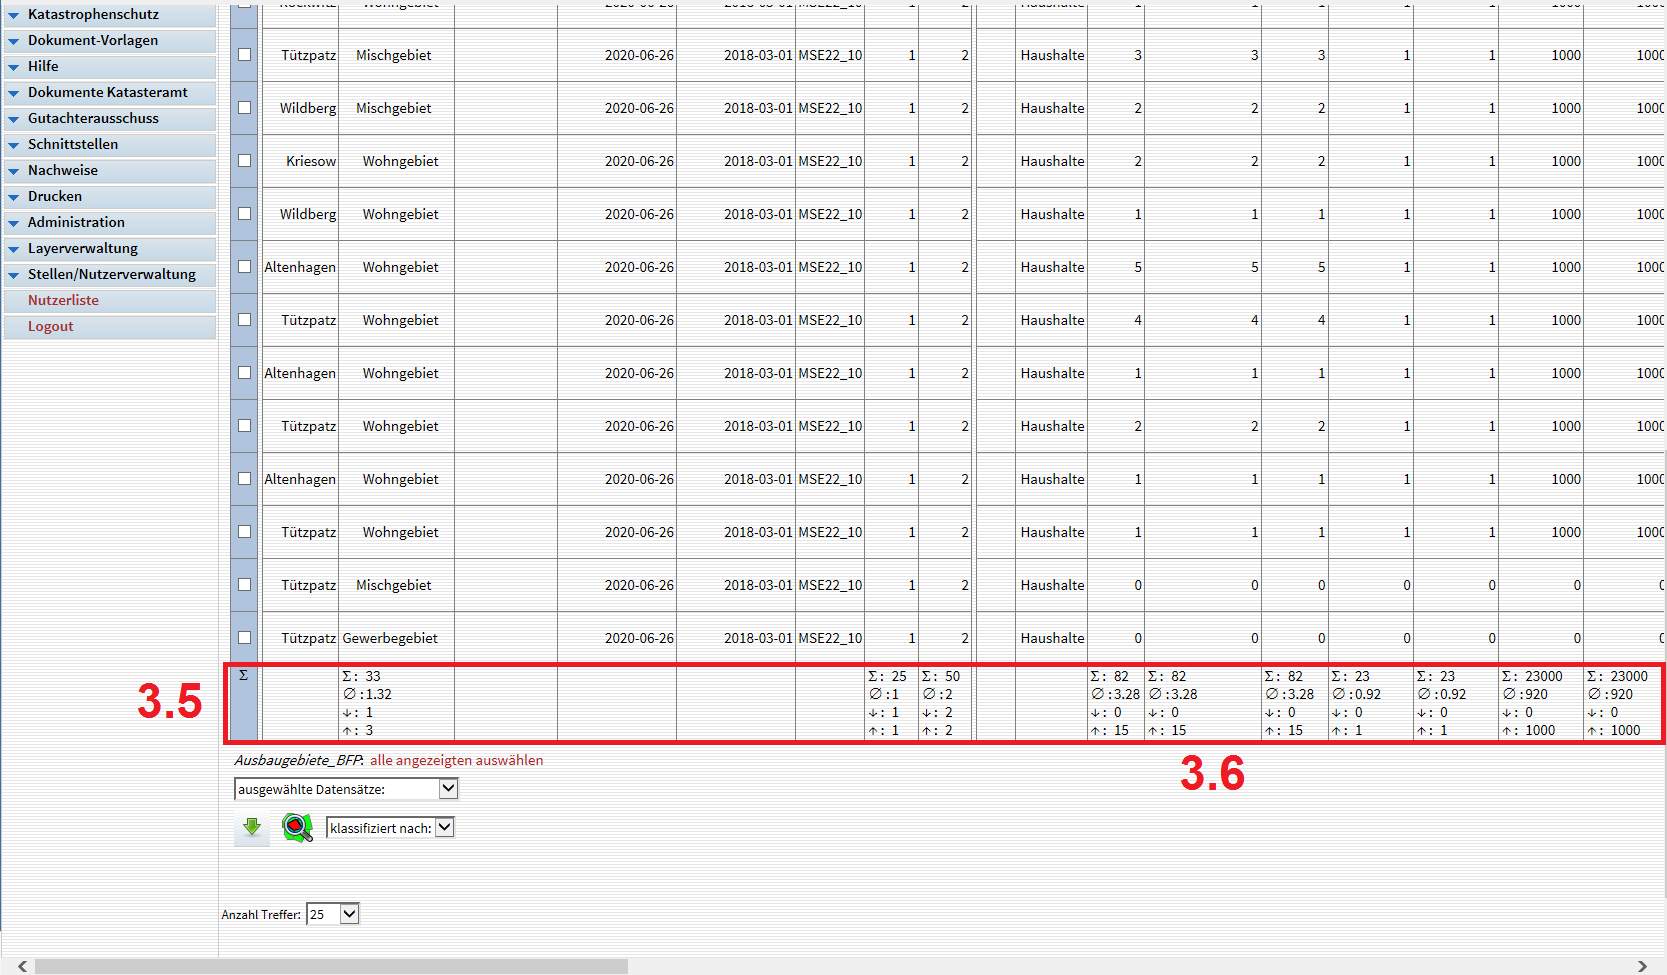 Katastrophenschutz
Dokument-Vorlagen
Hilfe
Dokumente Katasteramt
Gutachterausschuss
Schnittstellen
Nachweise
Drucken
Administration
Layerverwaltung
Stellen/Nutzerverwaltung
Nutzerliste
Logout
Tützpatz Mischgebiet 2020-06-26 2018-03-01 MSE22_10 1 2 Haushalte 3 3 3 1 1 1000 1000
Wildberg Mischgebiet 2020-06-26 2018-03-01 MSE22_10 1 2 Haushalte 2 2 2 1 1 1000 1000
Kriesow Wohngebiet 2020-06-26 2018-03-01 MSE22_10 1 2 Haushalte 2 2 2 1 1 1000 1000
Wildberg Wohngebiet 2020-06-26 2018-03-01 MSE22_10 1 2 Haushalte 1 1 1 1 1 1000 1000
Altenhagen Wohngebiet 2020-06-26 2018-03-01 MSE22_10 1 2 Haushalte 5 5 5 1 1 1000 1000
Tützpatz Wohngebiet 2020-06-26 2018-03-01 MSE22_10 1 2 Haushalte 4 4 4 1 1 1000 1000
Altenhagen Wohngebiet 2020-06-26 2018-03-01 MSE22_10 1 2 Haushalte 1 1 1 1 1 1000 1000
Tützpatz Wohngebiet 2020-06-26 2018-03-01 MSE22_10 1 2 Haushalte 2 2 2 1 1 1000 1000
Altenhagen Wohngebiet 2020-06-26 2018-03-01 MSE22_10 1 2 Haushalte 1 1 1 1 1 1000 1000
Tützpatz Wohngebiet 2020-06-26 2018-03-01 MSE22_10 1 2 Haushalte 1 1 1 1 1 1000 1000
Tützpatz Mischgebiet 2020-06-26 2018-03-01 MSE22_10 1 2 Haushalte 0 0 0 0 0 0 0
Tützpatz Gewerbegebiet 2020-06-26 2018-03-01 MSE22_10 1 2 Haushalte 0 0 0 0 0 0 0
Σ Σ: 33 Σ: 25 Σ: 50 Σ: 82 Σ: 82 Σ: 82 Σ: 23 Σ: 23 Σ: 23000 Σ: 23000
∅:1.32 ∅:1 ∅:2 ∅:3.28 ∅:3.28 ∅:3.28 ∅:0.92 ∅:0.92 ∅:920 ∅:920
↓: 1 ↓: 1 ↓: 2 ↓: 0 ↓: 0 ↓: 0 ↓: 0 ↓: 0 ↓: 0 ↓: 0
↑: 3 ↑: 1 ↑: 2 ↑: 15 ↑: 15 ↑: 15 ↑: 1 ↑: 1 ↑: 1000 ↑: 1000
3.5
3.6
Ausbaugebiete_BFP: alle angezeigten auswählen
ausgewählte Datensätze:
klassifiziert nach:
Anzahl Treffer: 25